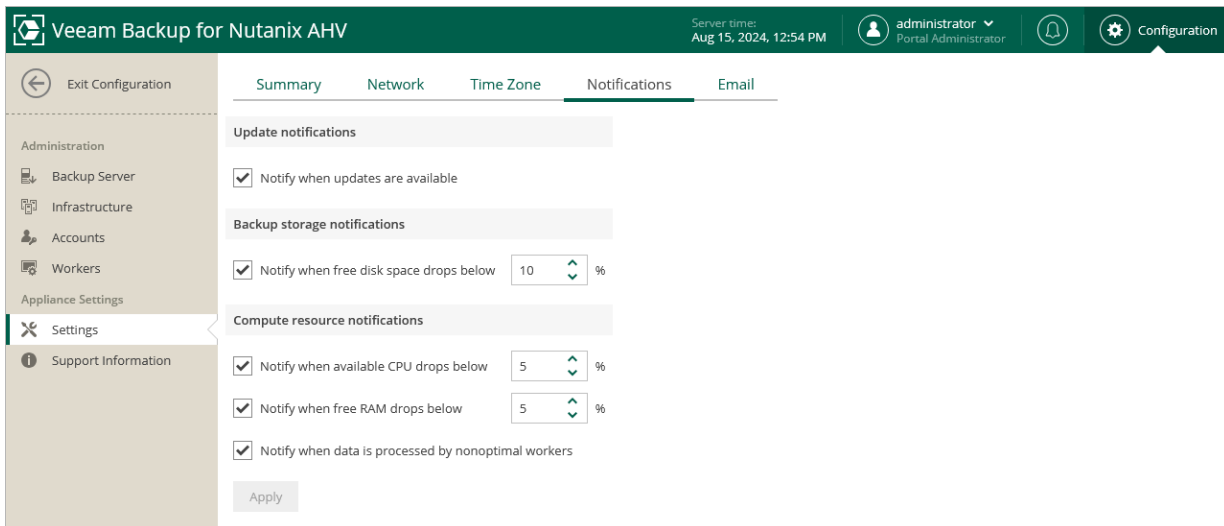 Veeam Backup for Nutanix AHV
Server time:
Aug 15, 2024, 12:54 PM
administrator
Portal Administrator
Configuration
Exit Configuration
Administration
Backup Server
Infrastructure
Accounts
Workers
Appliance Settings
Settings
Support Information
Summary Network Time Zone Notifications Email
Update notifications
Notify when updates are available
Backup storage notifications
Notify when free disk space drops below 10 %
Compute resource notifications
Notify when available CPU drops below 5 %
Notify when free RAM drops below 5 %
Notify when data is processed by nonoptimal workers
Apply